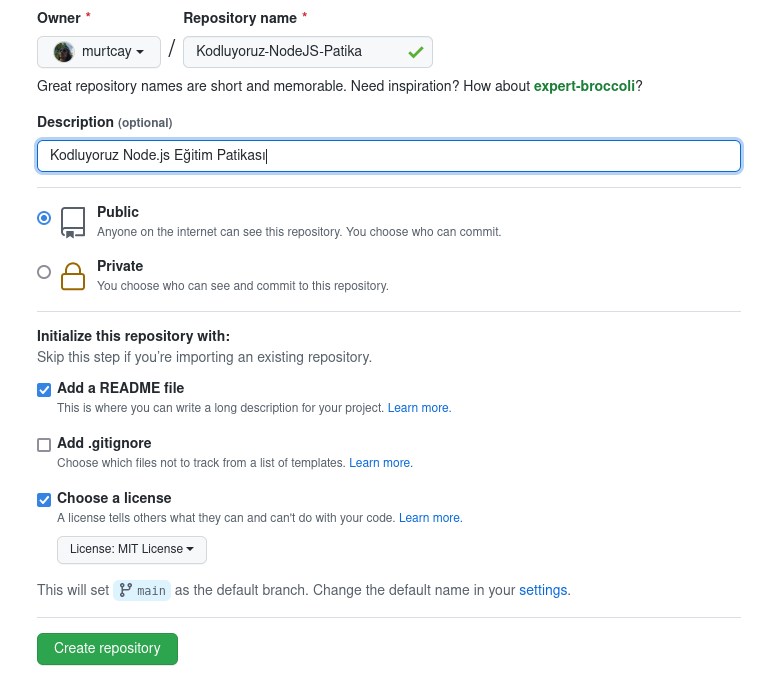 Owner * Repository name *
murtcay / Kodluyoruz-NodeJS-Patika
Great repository names are short and memorable. Need inspiration? How about expert-broccoli?
Description (optional)
Kodluyoruz Node.js Eğitim Patikası
Public
Anyone on the internet can see this repository. You choose who can commit.
Private
You choose who can see and commit to this repository.
Initialize this repository with:
Skip this step if you're importing an existing repository.
Add a README file
This is where you can write a long description for your project. Learn more.
Add .gitignore
Choose which files not to track from a list of templates. Learn more.
Choose a license
A license tells others what they can and can't do with your code. Learn more.
License: MIT License
This will set main as the default branch. Change the default name in your settings.
Create repository